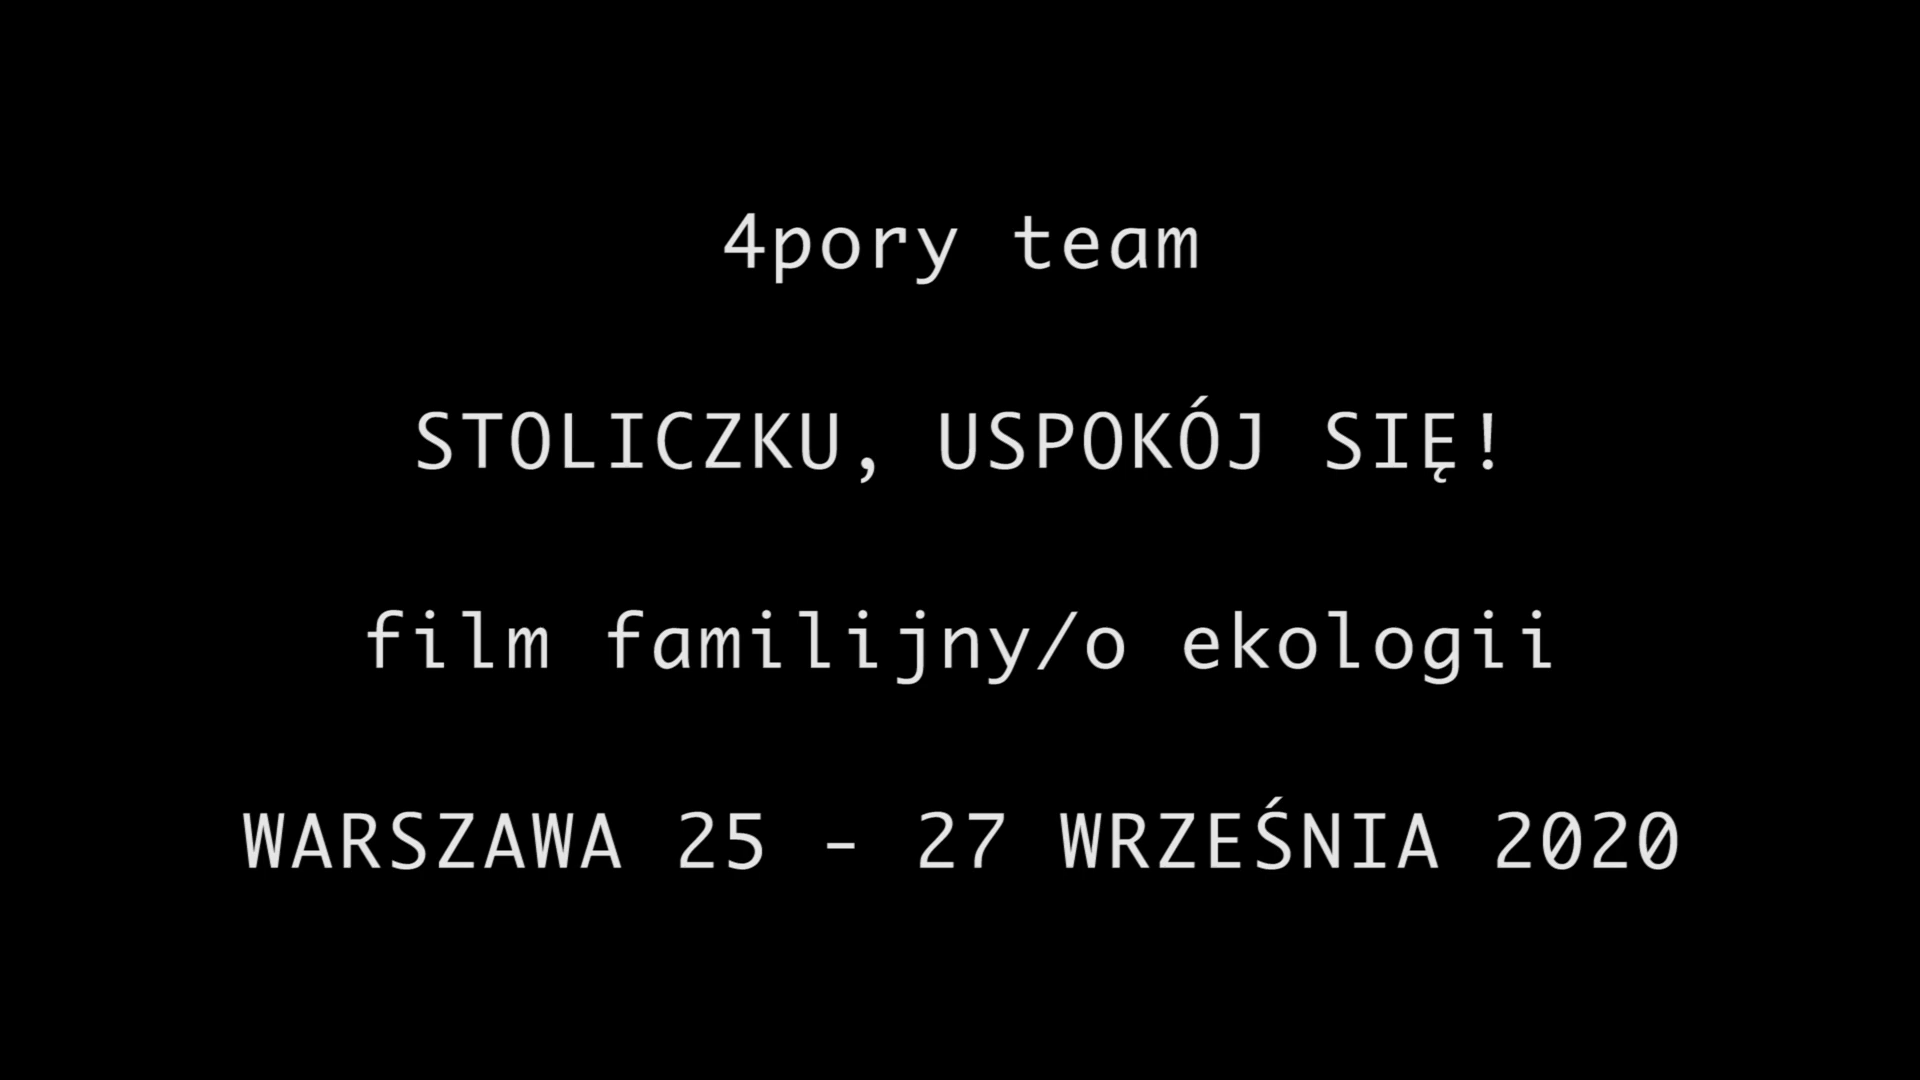 4pory team
STOLICZKU, USPOKÓJ SIĘ!
film familijny/o ekologii
WARSZAWA 25 - 27 WRZEŚNIA 2020